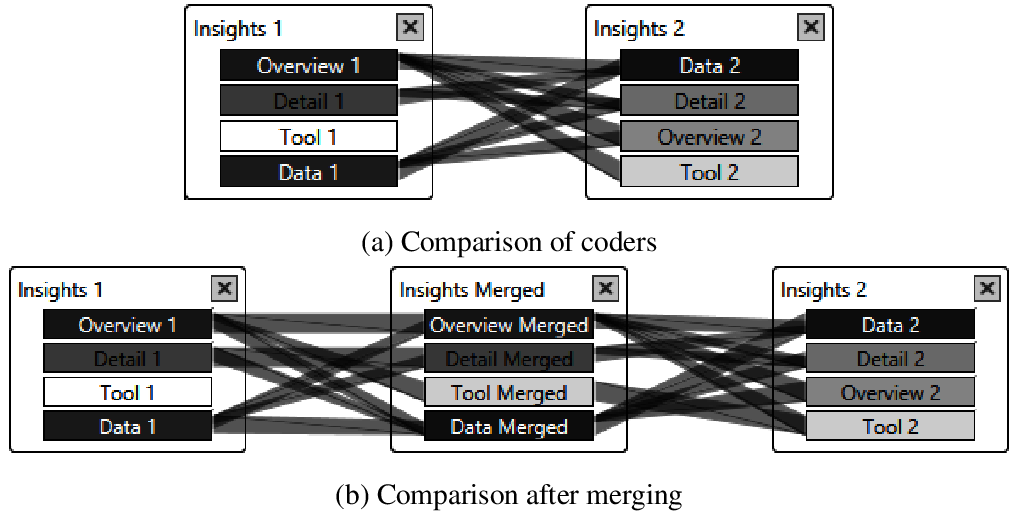 Insights 1
Overview 1
Detail 1
Tool 1
Data 1
Insights 2
Data 2
Detail 2
Overview 2
Tool 2
(a) Comparison of coders
Insights 1
Overview 1
Detail 1
Tool 1
Data 1
Insights Merged
Overview Merged
Detail Merged
Tool Merged
Data Merged
Insights 2
Data 2
Detail 2
Overview 2
Tool 2
(b) Comparison after merging